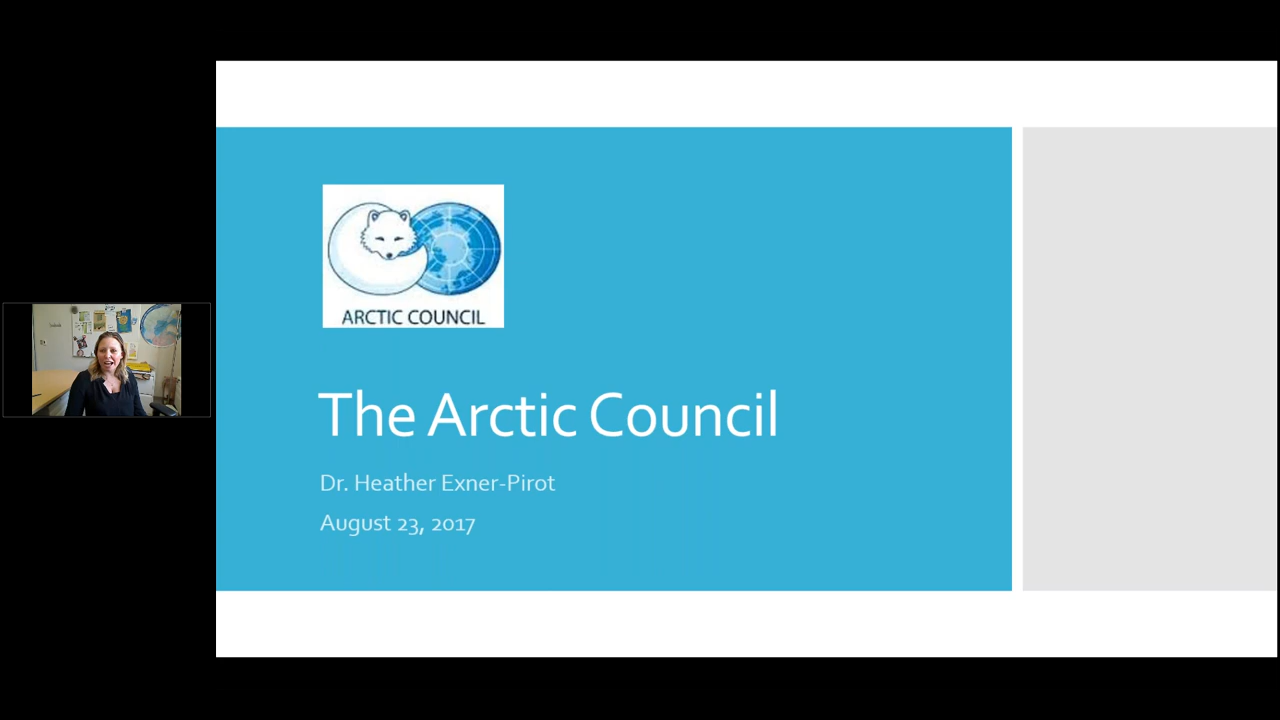 ARCTIC COUNCIL
The Arctic Council
Dr. Heather Exner-Pirot
August 23, 2017